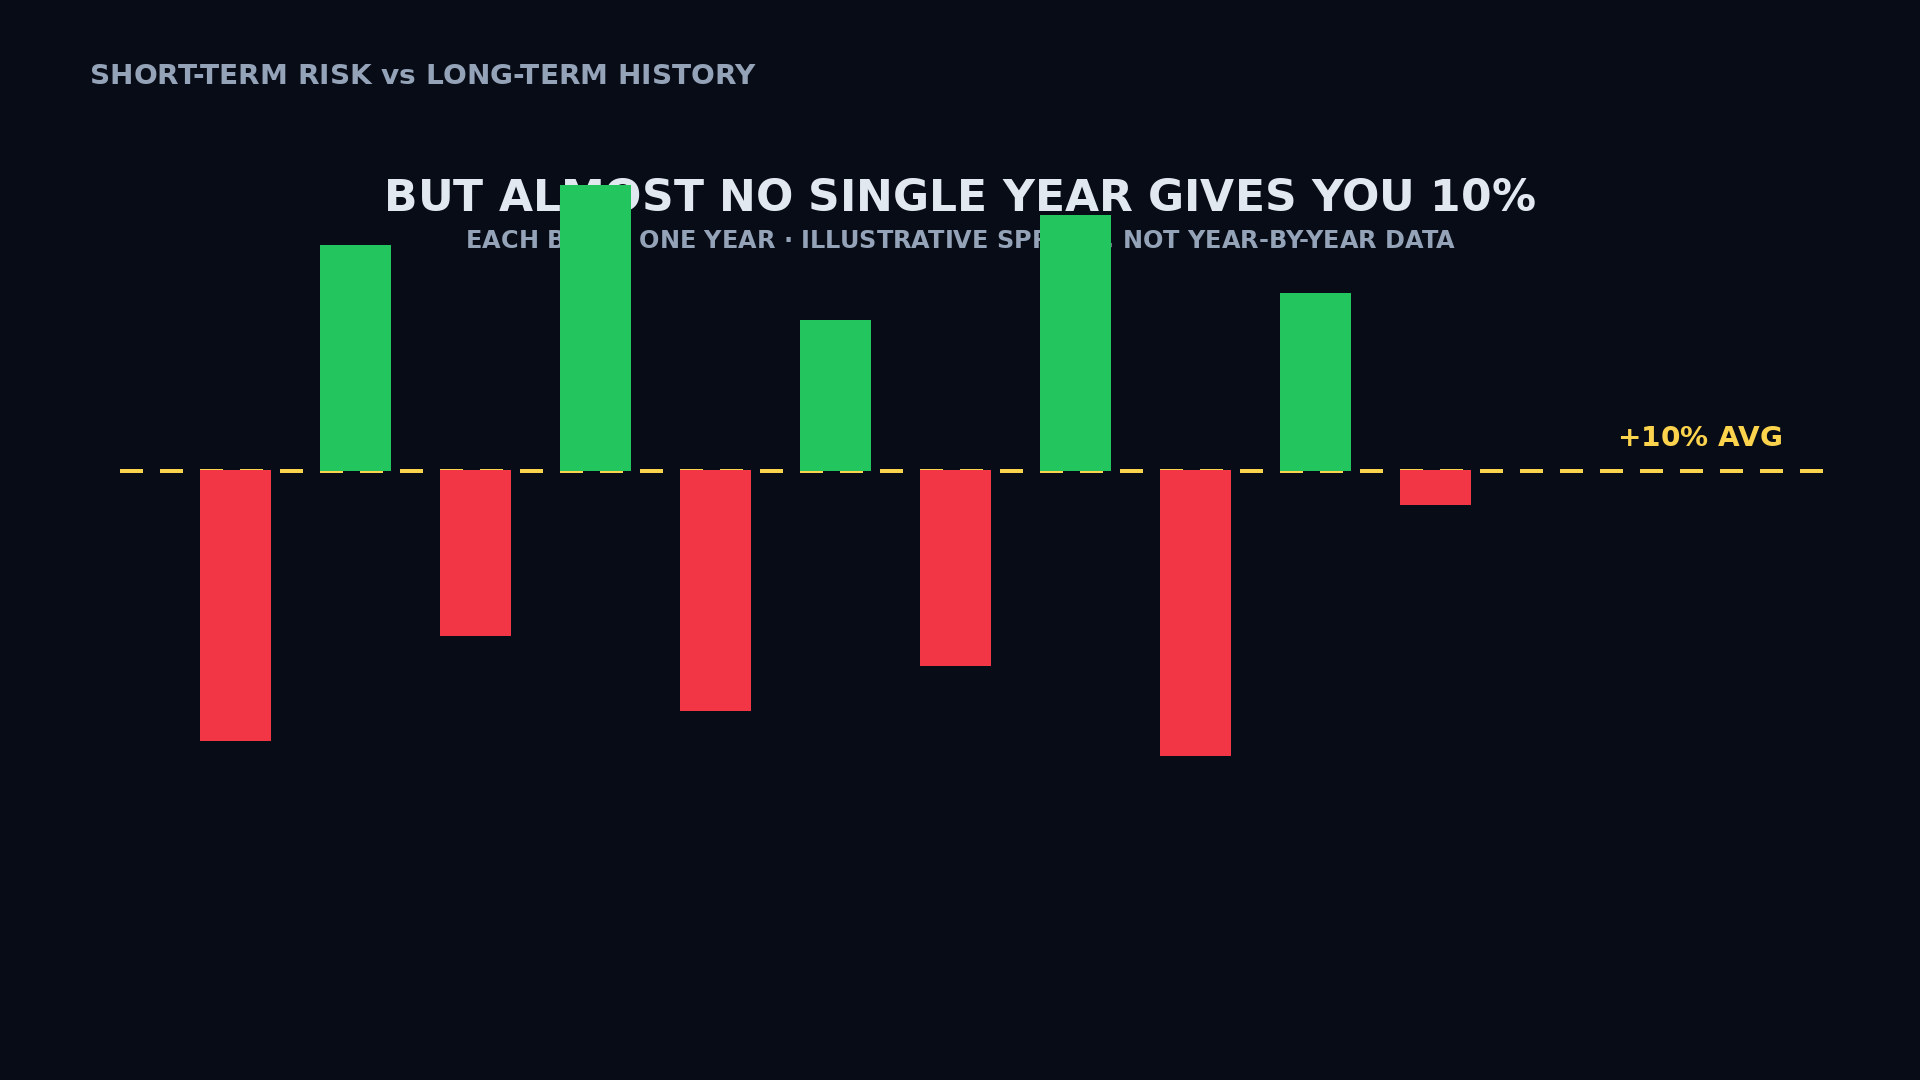 SHORT-TERM RISK vs LONG-TERM HISTORY
BUT ALMOST NO SINGLE YEAR GIVES YOU 10%
EACH ONE YEAR · ILLUSTRATIVE NOT YEAR-BY-YEAR DATA
+10% AVG